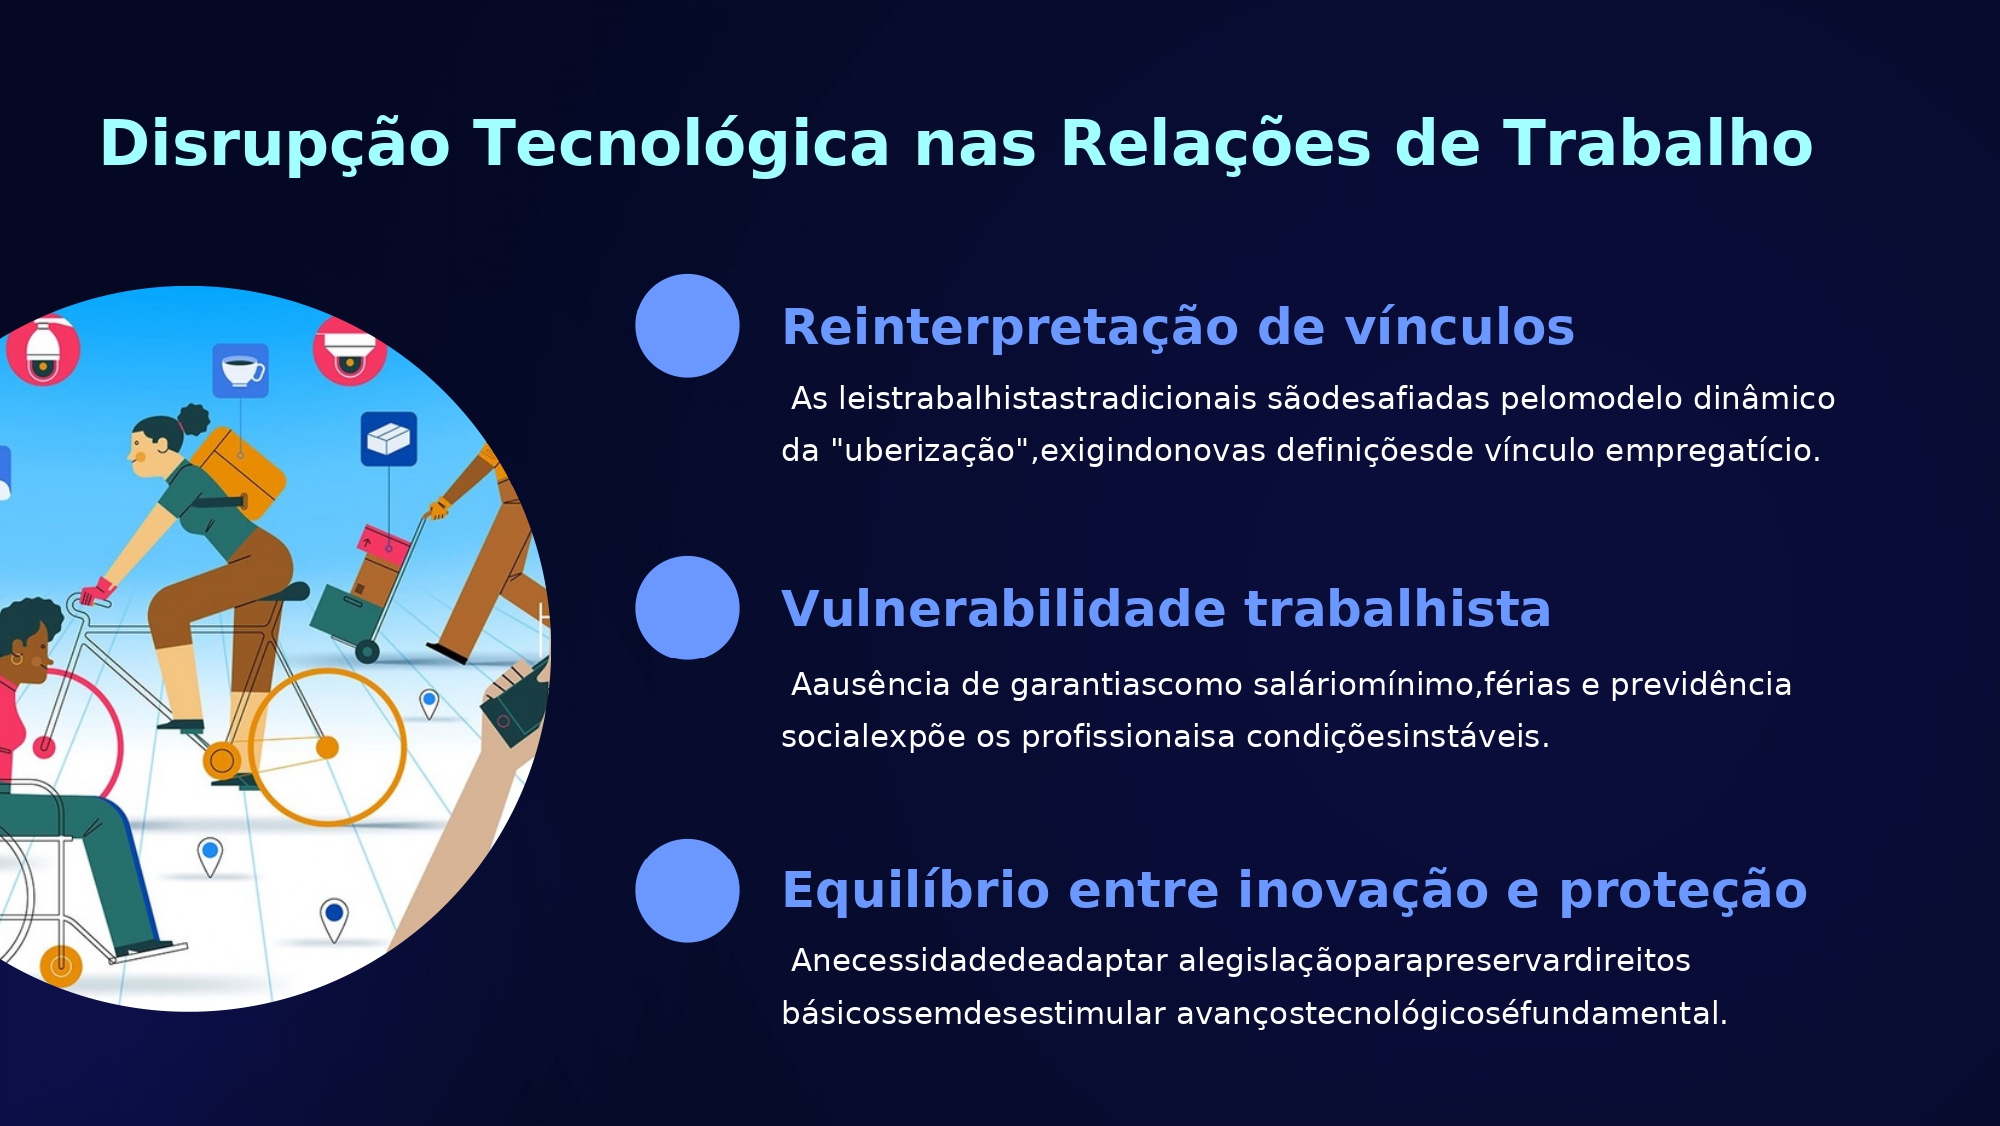 Disrupção Tecnológica nas Relações de Trabalho
Reinterpretação de vínculos
As leistrabalhistastradicionais sãodesafiadas pelomodelo dinâmico
da "uberização",exigindonovas definiçõesde vínculo empregatício.
Vulnerabilidade trabalhista
Aausência de garantiascomo saláriomínimo,férias e previdência
socialexpõe os profissionaisa condiçõesinstáveis.
Equilíbrio entre inovação e proteção
Anecessidadedeadaptar alegislaçãoparapreservardireitos
básicossemdesestimular avançostecnológicoséfundamental.